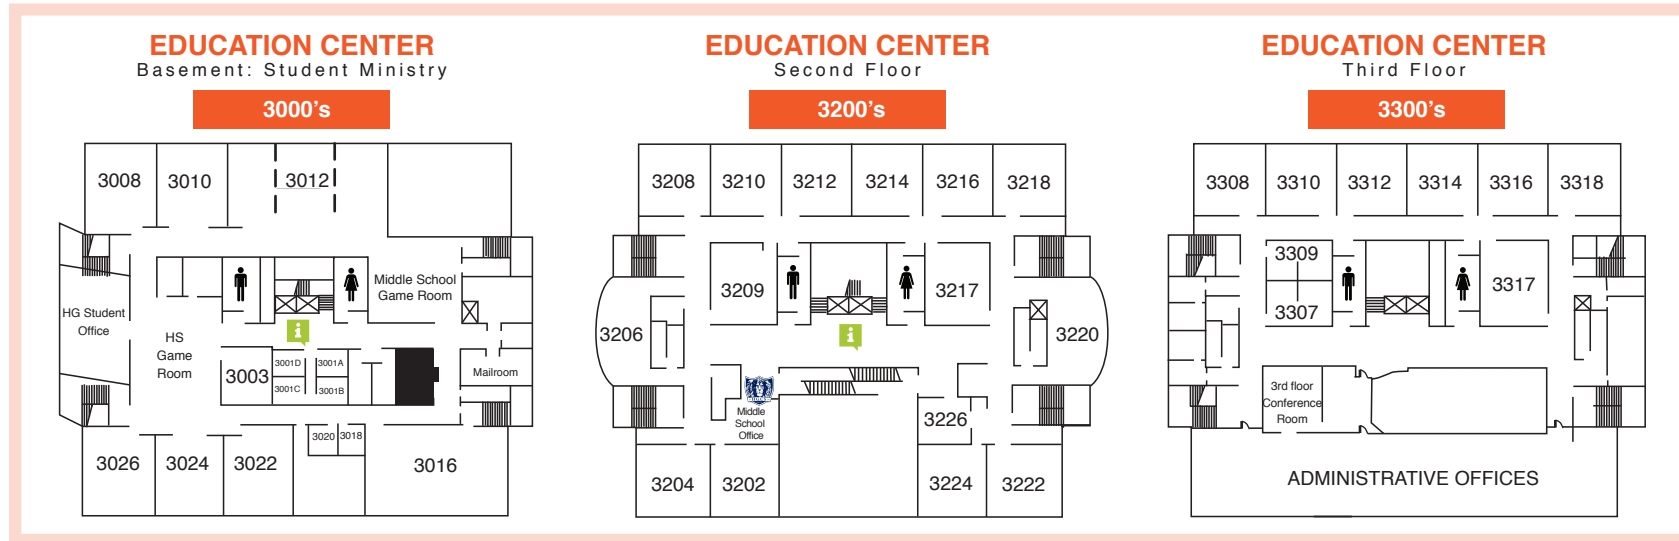 EDUCATION CENTER
Basement: Student Ministry
3000's
3008
3010
3012
Middle School
Game Room
HG Student
Office
HS
Game
Room
3003
3001D
3001A
3001C
3001B
Mailroom
3020
3018
3026
3024
3022
3016
EDUCATION CENTER
Second Floor
3200's
3208
3210
3212
3214
3216
3218
3209
3217
3206
3220
Middle
School
Office
3226
3204
3202
3224
3222
EDUCATION CENTER
Third Floor
3300's
3308
3310
3312
3314
3316
3318
3309
3307
3317
3rd floor
Conference
Room
ADMINISTRATIVE OFFICES